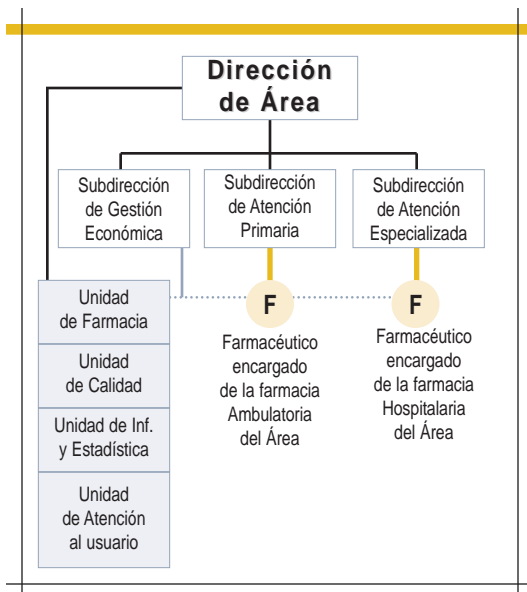 Dirección
de Área
Subdirección
de Gestión
Económica
Subdirección
de Atención
Primaria
Subdirección
de Atención
Especializada
Unidad
de Farmacia
Unidad
de Calidad
Unidad de Inf.
y Estadística
Unidad
de Atención
al usuario
F
Farmacéutico
encargado
de la farmacia
Ambulatoria
del Área
F
Farmacéutico
encargado
de la farmacia
Hospitalaria
del Área